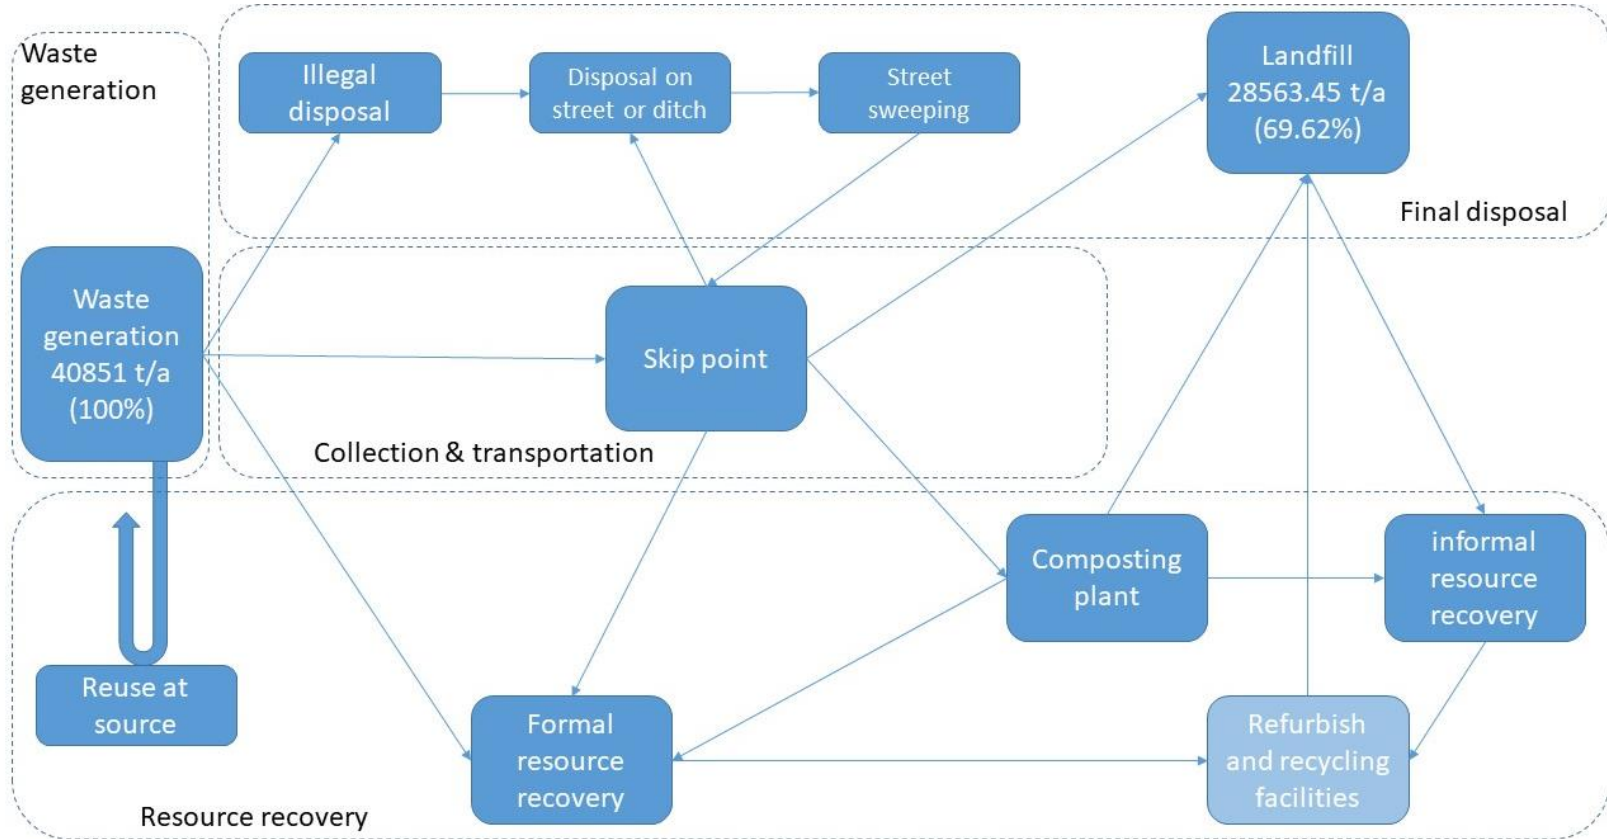 Waste
generation
Illegal
disposal
Disposal on
street or ditch
Street
sweeping
Landfill
28563.45 t/a
(69.62%)
Final disposal
Waste
generation
40851 t/a
(100%)
Skip point
Collection & transportation
Composting
plant
informal
resource
recovery
Reuse at
source
Formal
resource
recovery
Refurbish
and recycling
facilities
Resource recovery